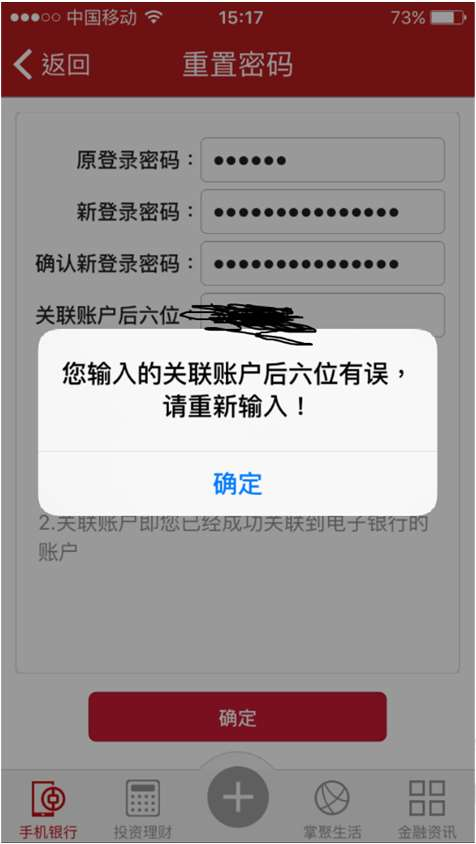 中国移动 15:17 73%
返回 重置密码
原登录密码：
新登录密码：
确认新登录密码：
关联账户后六位
您输入的关联账户后六位有误，
请重新输入！
确定
2.关联账户即您已经成功关联到电子银行的
账户
确定
手机银行 投资理财 掌聚生活 金融资讯